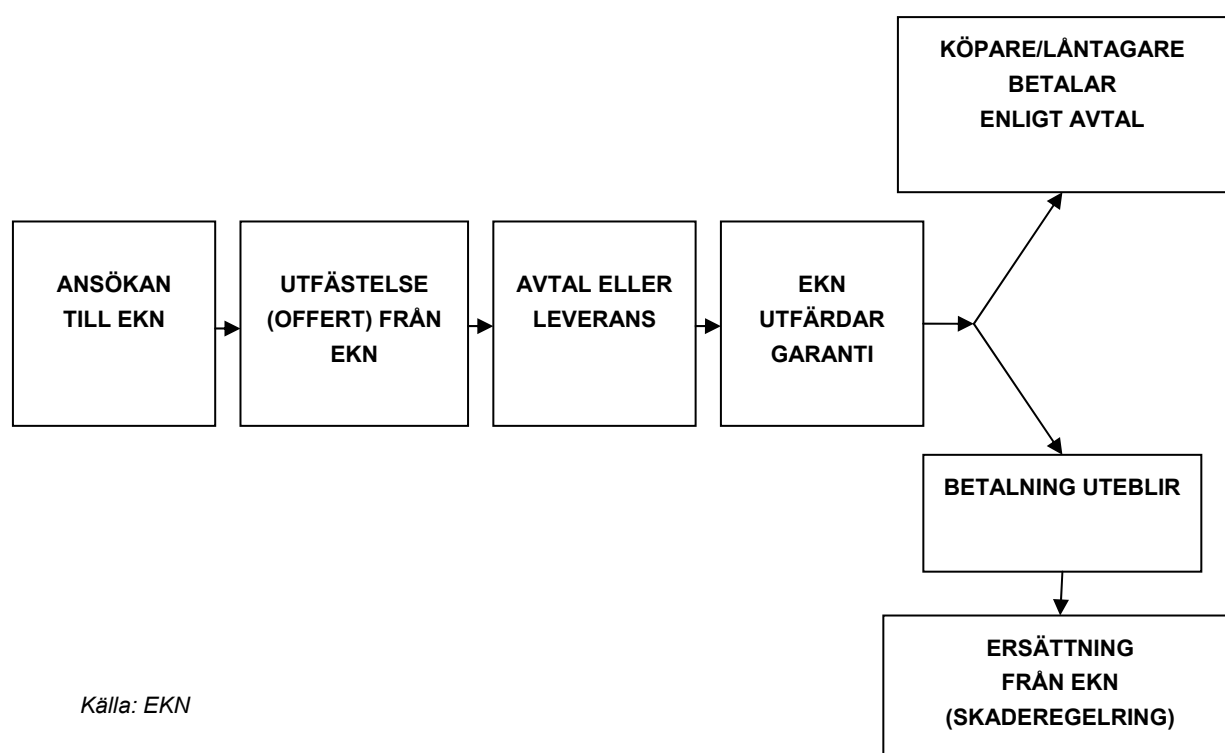 KÖPARE/LÅNTAGARE
BETALAR
ENLIGT AVTAL
ANSÖKAN
TILL EKN
UTFÄSTELSE
(OFFERT) FRÅN
EKN
AVTAL ELLER
LEVERANS
EKN
UTFÄRDAR
GARANTI
BETALNING UTEBLIR
ERSÄTTNING
FRÅN EKN
(SKADEREGELRING)
Källa: EKN